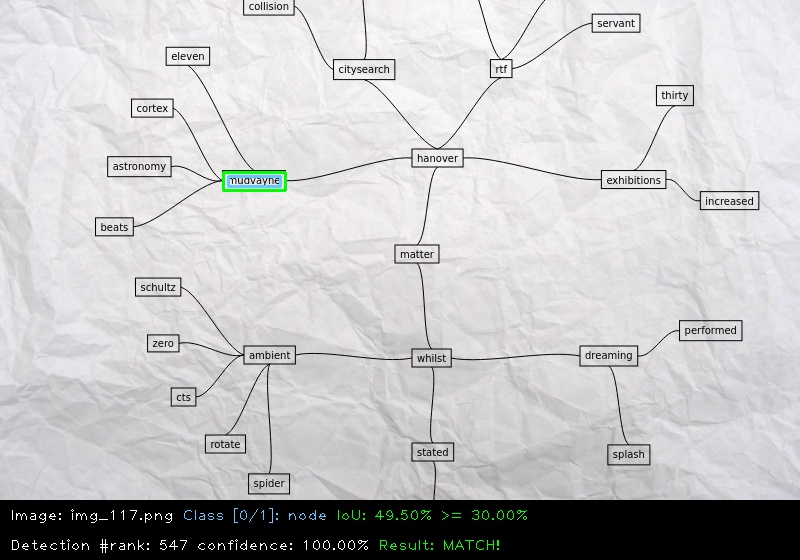 collision
servant
eleven
citysearch
rtf
thirty
cortex
hanover
astronomy
mudvayne
exhibitions
increased
beats
matter
schultz
performed
zero
ambient
whilst
dreaming
cts
rotate
stated
splash
spider
Image: img_117.png Class [0/1]: node IoU: 49.50% >= 30.00%
Detection #rank: 547 confidence: 100.00% Result: MATCH!